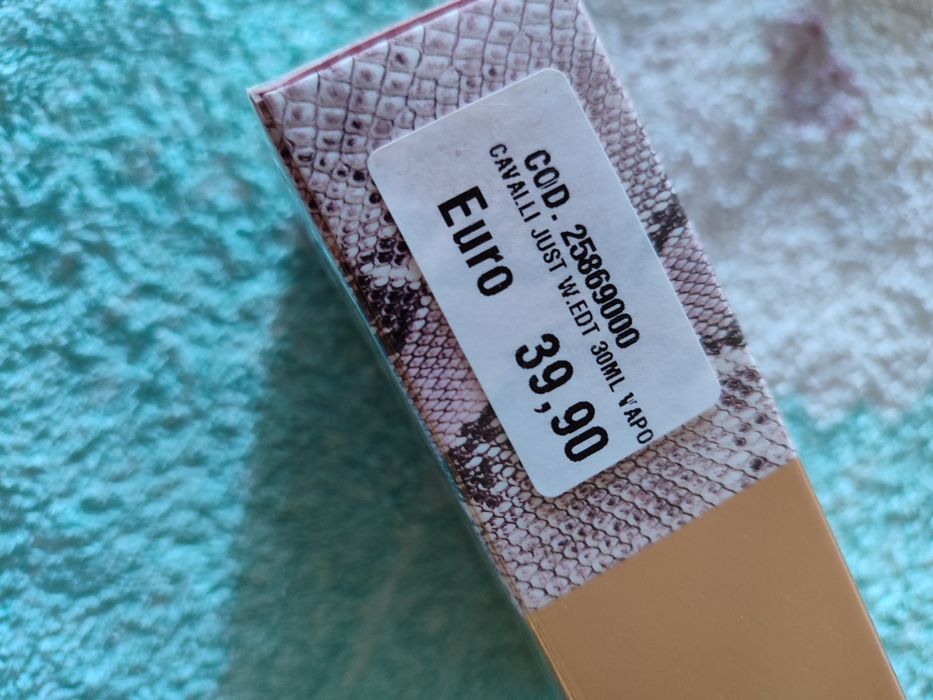 COD. 25869000
CAVALLI JUST W.EDT 30ML VAPO
Euro 39,90